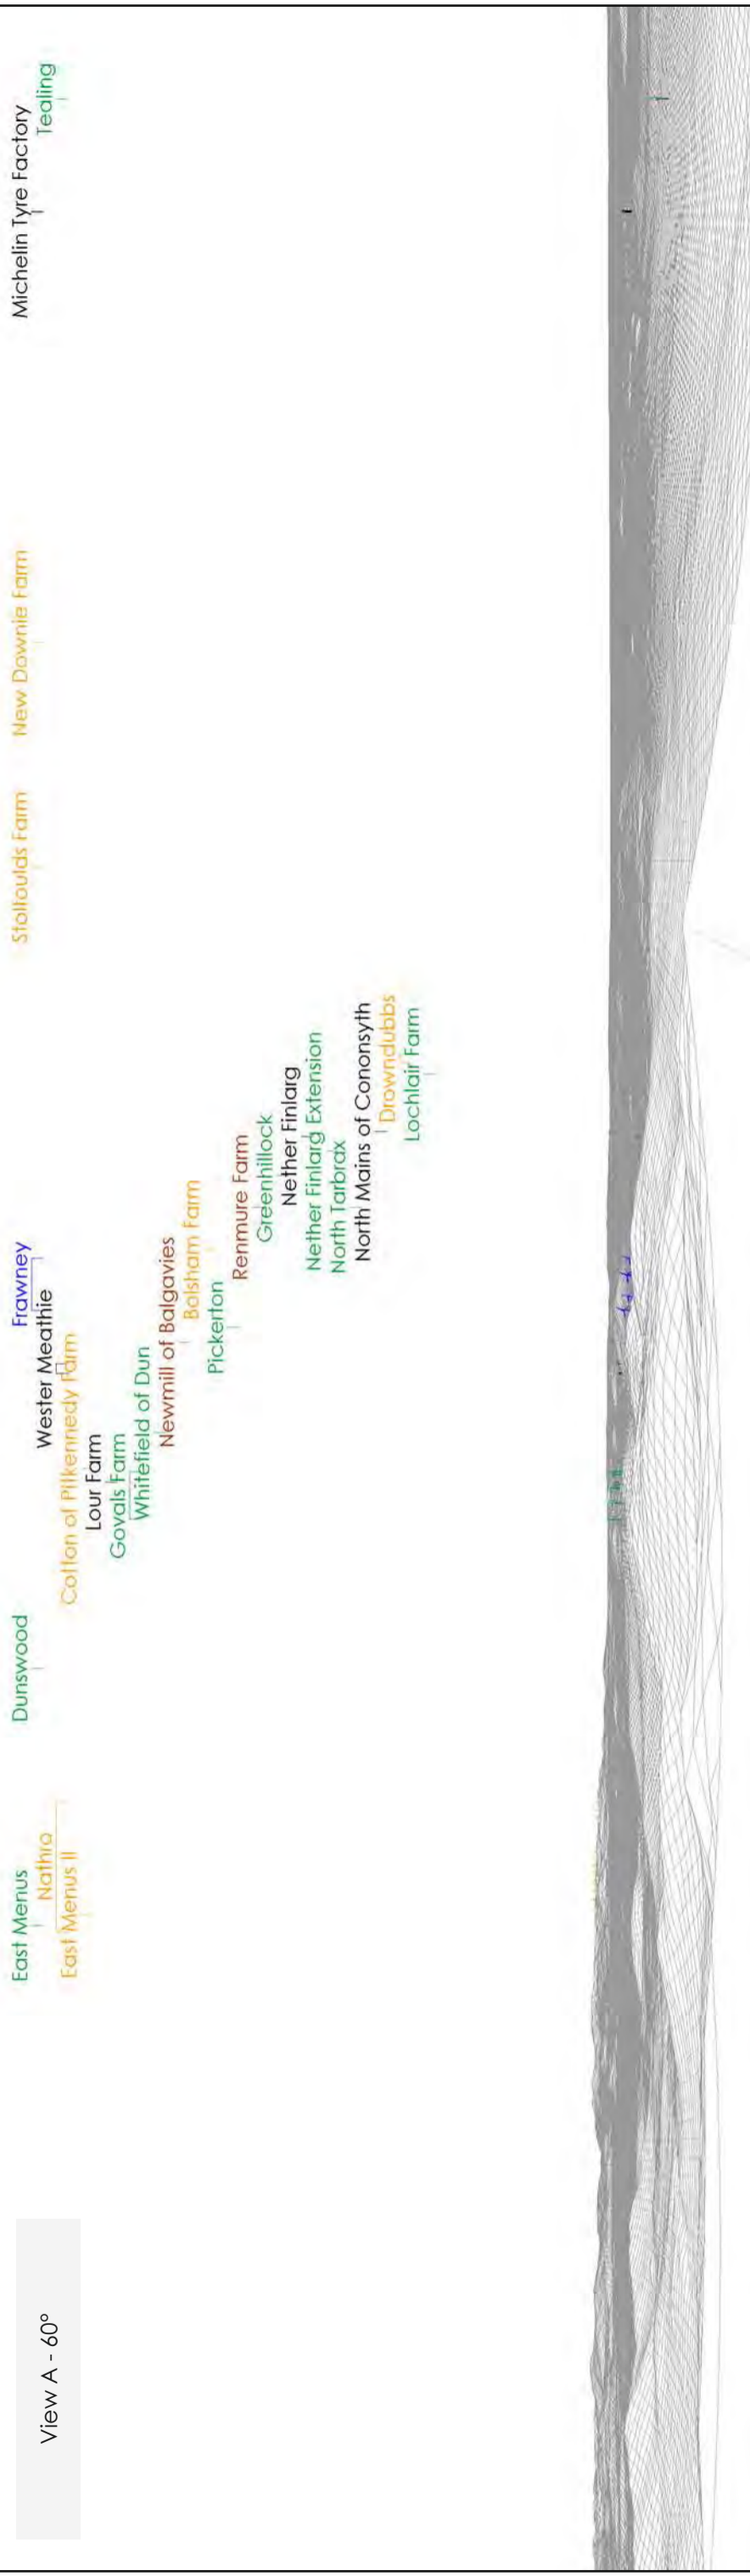 View A - 60°
East Menus
Nathro
East Menus II
Dunswood
Frawney
Wester Meathie
Cotton of Pilkennedy Farm
Lour Farm
Govals Farm
Whitefield of Dun
Newmill of Balgavies
Bolsham Farm
Pickerton
Renmure Farm
Greenhillock
Nether Finlarg
Nether Finlarg Extension
North Tarbrax
North Mains of Cononsyth
Drowndubbs
Lochlair Farm
Stotfoulds Farm
New Downie Farm
Michelin Tyre Factory
Tealing